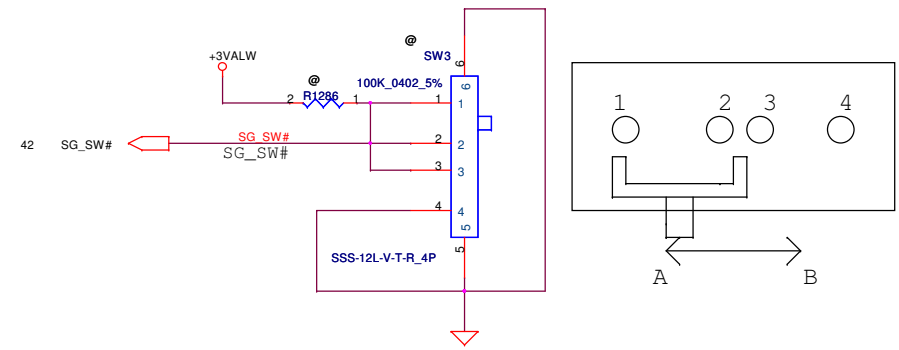 @
SW3
+3VALW
@
100K_0402_5%
R1286
2
1
1
1
6
6
42
SG_SW#
SG_SW#
SG_SW#
2
2
3
3
4
4
5
5
SSS-12L-V-T-R_4P
1
2
3
4
A
B